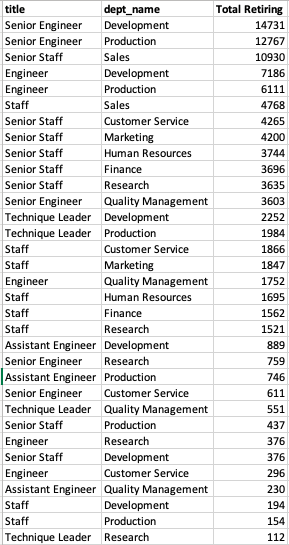 title dept_name Total Retiring
Senior Engineer Development 14731
Senior Engineer Production 12767
Senior Staff Sales 10930
Engineer Development 7186
Engineer Production 6111
Staff Sales 4768
Senior Staff Customer Service 4265
Senior Staff Marketing 4200
Senior Staff Human Resources 3744
Senior Staff Finance 3696
Senior Staff Research 3635
Senior Engineer Quality Management 3603
Technique Leader Development 2252
Technique Leader Production 1984
Staff Customer Service 1866
Staff Marketing 1847
Engineer Quality Management 1752
Staff Human Resources 1695
Staff Finance 1562
Staff Research 1521
Assistant Engineer Development 889
Senior Engineer Research 759
Assistant Engineer Production 746
Senior Engineer Customer Service 611
Technique Leader Quality Management 551
Senior Staff Production 437
Engineer Research 376
Senior Staff Development 376
Engineer Customer Service 296
Assistant Engineer Quality Management 230
Staff Development 194
Staff Production 154
Technique Leader Research 112